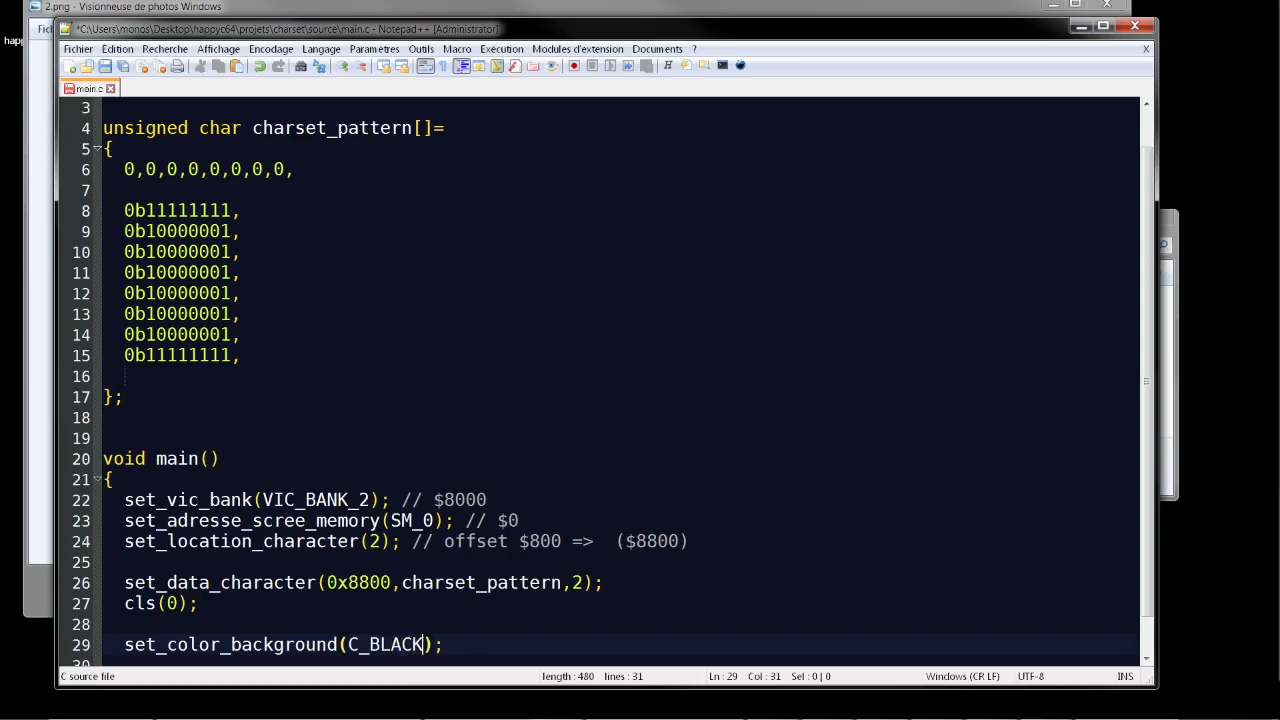 2.png - Visionneuse de photos Windows
Fich
happ
*C:\Users\monos\Desktop\happyc64\projets\charset\source\main.c - Notepad++ [Administrator]
Fichier Édition Recherche Affichage Encodage Langage Paramètres Outils Macro Exécution Modules d'extension Documents ? X
main.c
3
4 unsigned char charset_pattern[]=
5 {
6 0,0,0,0,0,0,0,0,
7
8 0b11111111,
9 0b10000001,
10 0b10000001,
11 0b10000001,
12 0b10000001,
13 0b10000001,
14 0b10000001,
15 0b11111111,
16
17 };
18
19
20 void main()
21 {
22 set_vic_bank(VIC_BANK_2); // $8000
23 set_adresse_scree_memory(SM_0); // $0
24 set_location_character(2); // offset $800 => ($8800)
25
26 set_data_character(0x8800,charset_pattern,2);
27 cls(0);
28
29 set_color_background(C_BLACK);
30
C source file length : 480 lines : 31 Ln : 29 Col : 31 Sel : 0 | 0 Windows (CR LF) UTF-8 INS